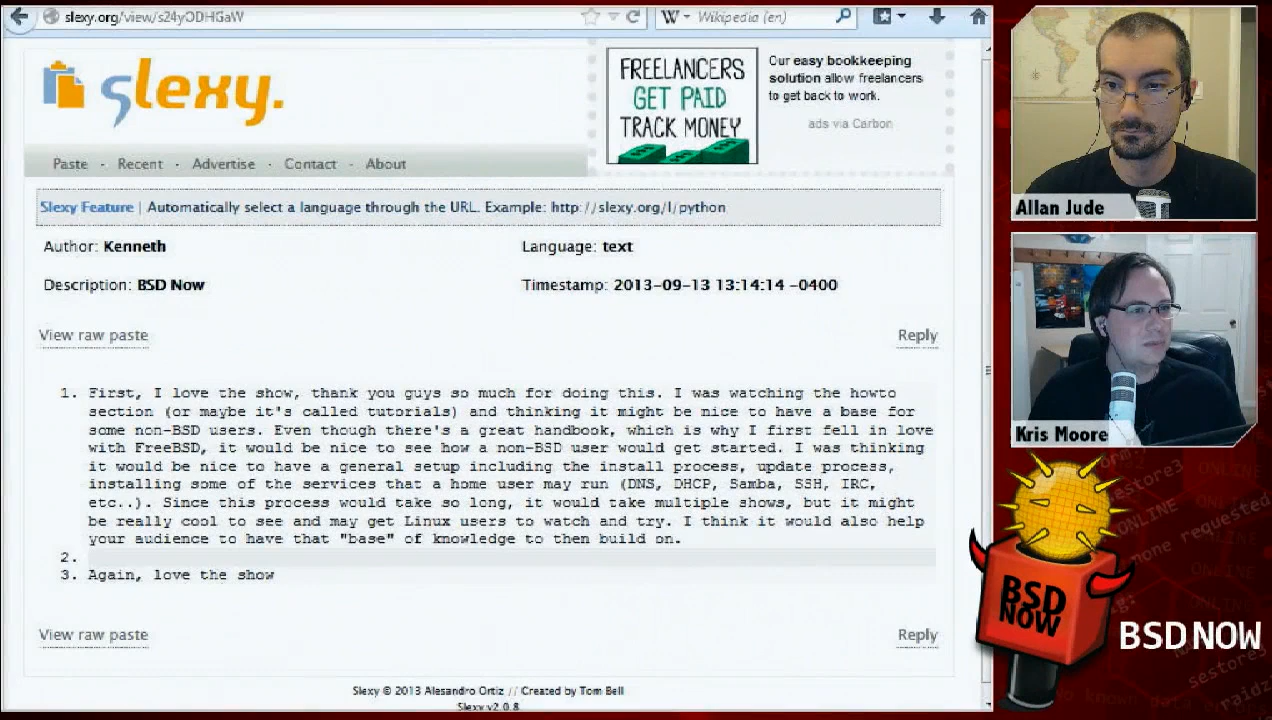 slexy.org/view/s24yODHGaW
Wikipedia (en)
slexy.
FREELANCERS
GET PAID
TRACK MONEY
Our easy bookkeeping
solution allow freelancers
to get back to work.
ads via Carbon
Paste · Recent · Advertise · Contact · About
Slexy Feature | Automatically select a language through the URL. Example: http://slexy.org/l/python
Author: Kenneth
Language: text
Description: BSD Now
Timestamp: 2013-09-13 13:14:14 -0400
View raw paste
Reply
1. First, I love the show, thank you guys so much for doing this. I was watching the howto
section (or maybe it's called tutorials) and thinking it might be nice to have a base for
some non-BSD users. Even though there's a great handbook, which is why I first fell in love
with FreeBSD, it would be nice to see how a non-BSD user would get started. I was thinking
it would be nice to have a general setup including the install process, update process,
installing some of the services that a home user may run (DNS, DHCP, Samba, SSH, IRC,
etc..). Since this process would take so long, it would take multiple shows, but it might
be really cool to see and may get Linux users to watch and try. I think it would also help
your audience to have that "base" of knowledge to then build on.
2.
3. Again, love the show
View raw paste
Reply
Slexy © 2013 Alesandro Ortiz // Created by Tom Bell
Slexy v2.0.8
Allan Jude
Kris Moore
BSD
NOW
BSD NOW